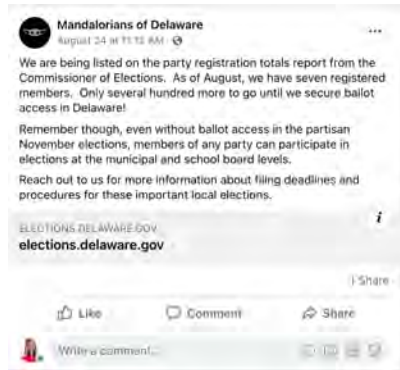 Mandalorians of Delaware
August 24 at 11:12 AM ·
We are being listed on the party registration totals report from the
Commissioner of Elections. As of August, we have seven registered
members. Only several hundred more to go until we secure ballot
access in Delaware!
Remember though, even without ballot access in the partisan
November elections, members of any party can participate in
elections at the municipal and school board levels.
Reach out to us for more information about filing deadlines and
procedures for these important local elections.
i
ELECTIONS.DELAWARE.GOV
elections.delaware.gov
1 Share
Like
Comment
Share
Write a comment...